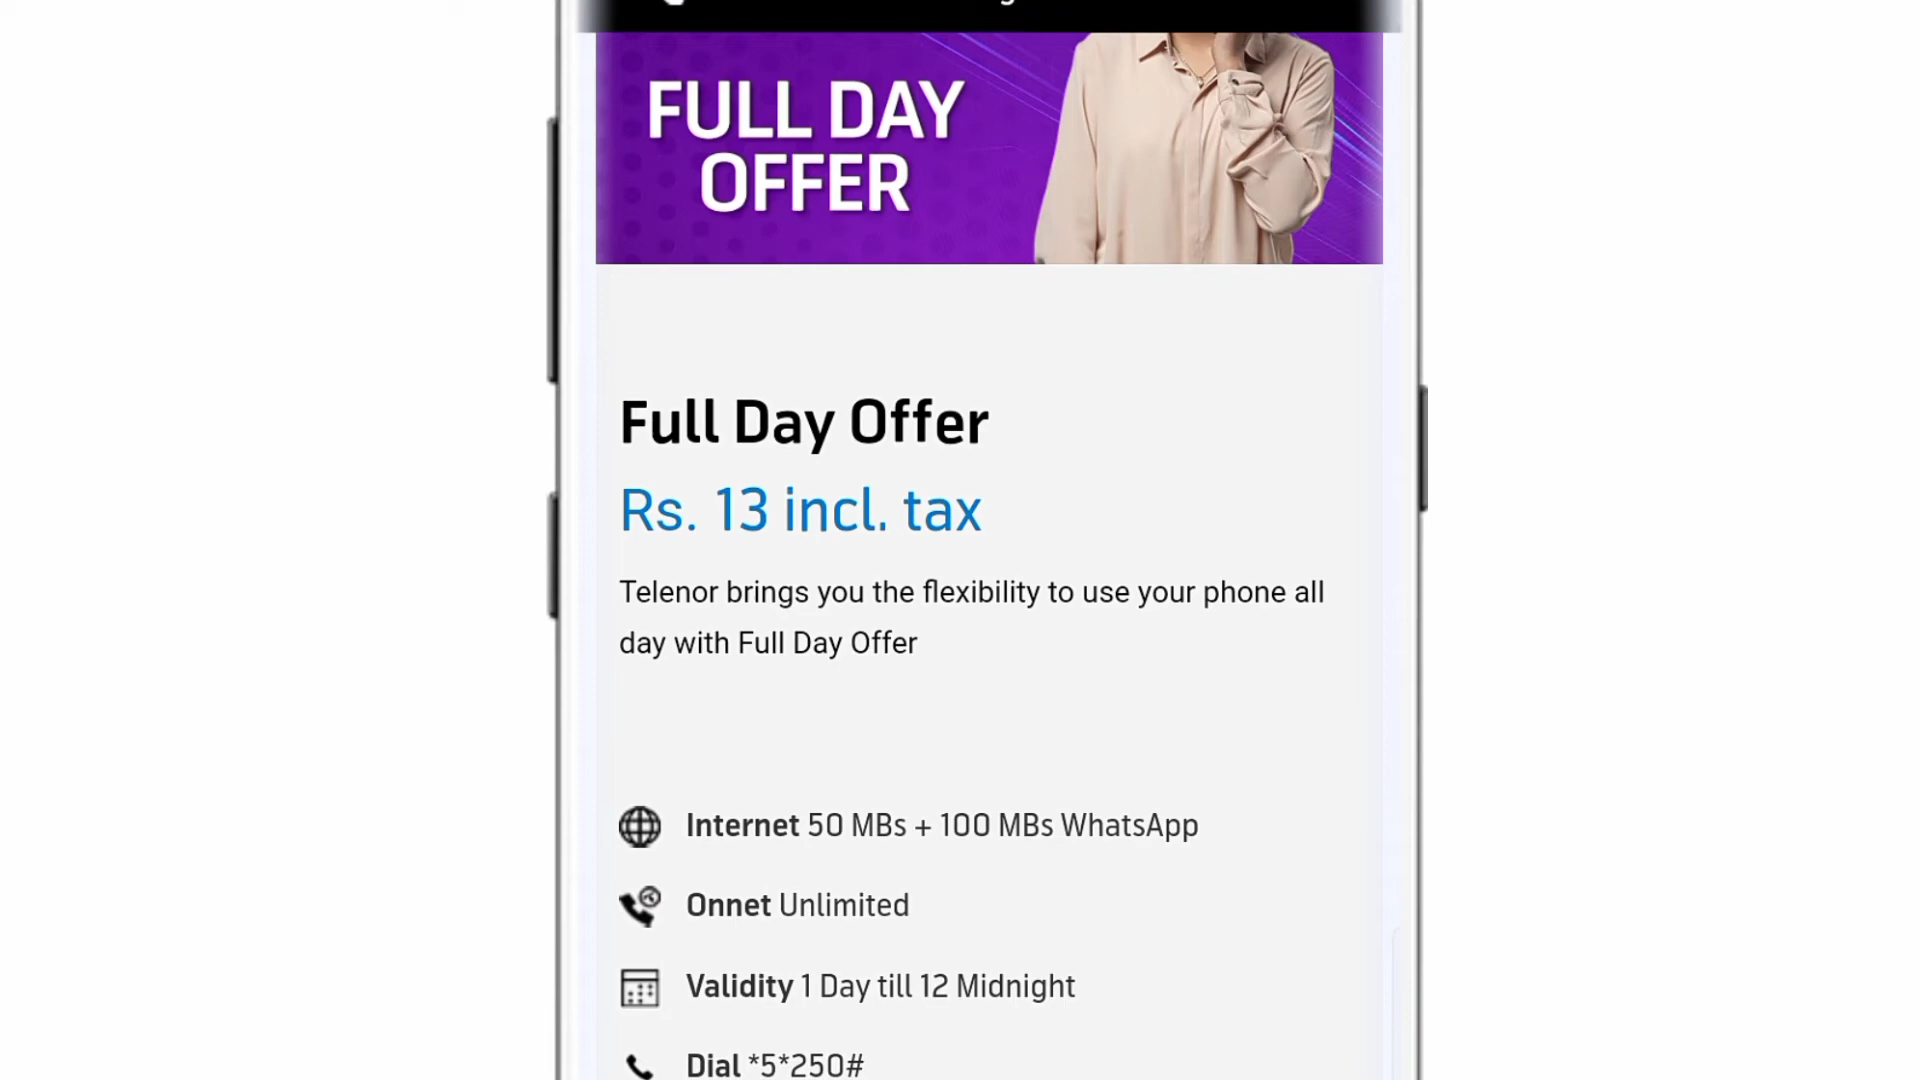 FULL DAY
OFFER
Full Day Offer
Rs. 13 incl. tax
Telenor brings you the flexibility to use your phone all
day with Full Day Offer
Internet 50 MBs + 100 MBs WhatsApp
Onnet Unlimited
Validity 1 Day till 12 Midnight
Dial *5*250#